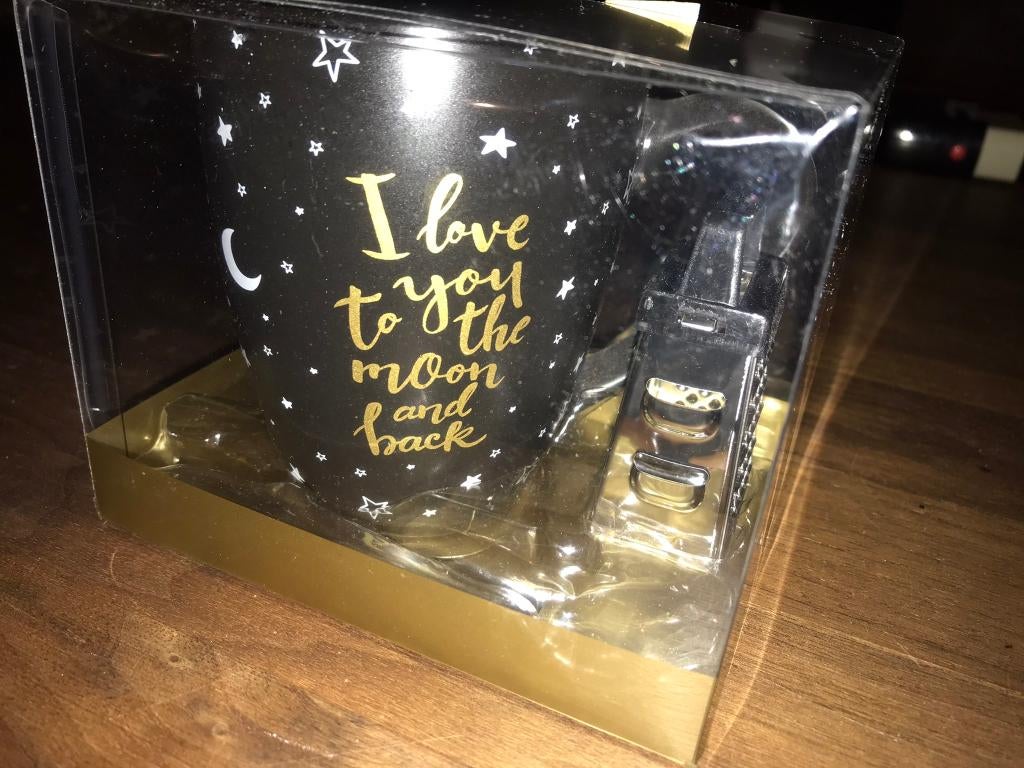 I love
to you
the
moon
and
back